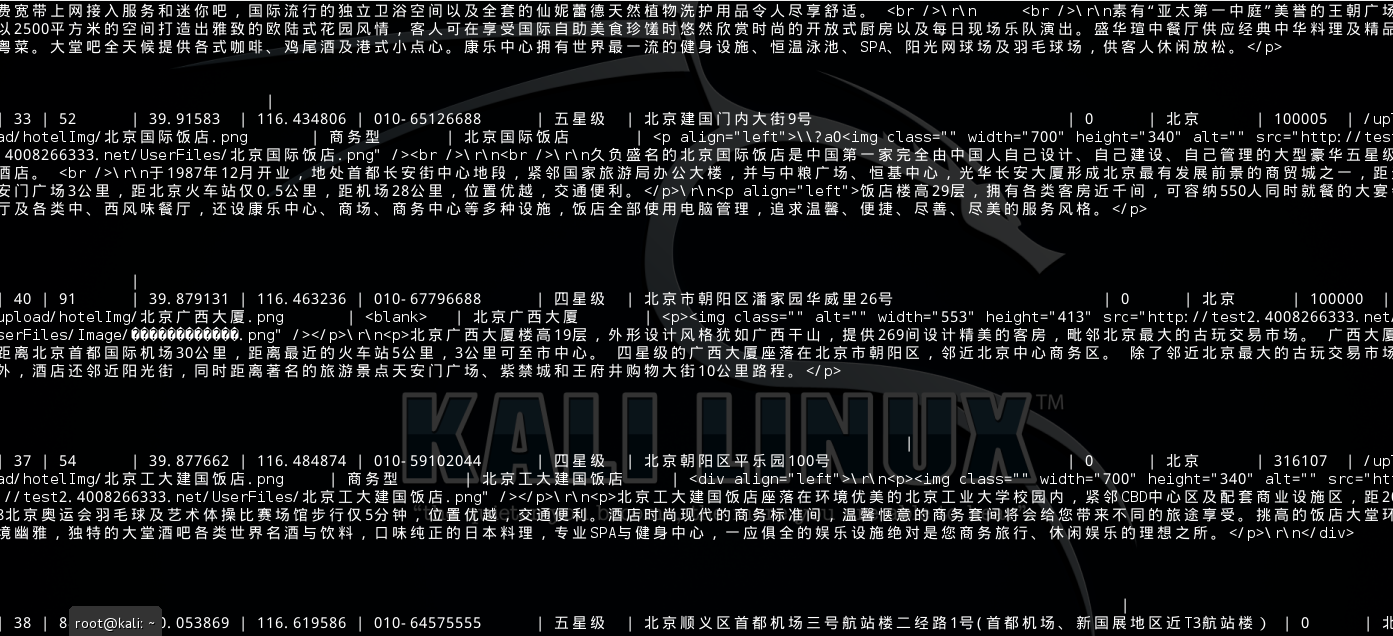 费宽带上网接入服务和迷你吧，国际流行的独立卫浴空间以及全套的仙妮蕾德天然植物洗护用品令人尽享舒适。 <br />\r\n     <br />\r\n素有“亚太第一中庭”美誉的王朝广场
以2500平方米的空间打造出雅致的欧陆式花园风情，客人可在享受国际自助美食珍馐时悠然欣赏时尚的开放式厨房以及每日现场乐队演出。盛华瑄中餐厅供应经典中华料理及精品
粤菜。大堂吧全天候提供各式咖啡、鸡尾酒及港式小点心。康乐中心拥有世界最一流的健身设施、恒温泳池、SPA、阳光网球场及羽毛球场，供客人休闲放松。</p>
|
| 33 | 52 | 39.91583 | 116.434806 | 010-65126688 | 五星级 | 北京建国门内大街9号 | 0 | 北京 | 100005 | /upl
ad/hotelImg/北京国际饭店.png | 商务型 | 北京国际饭店 | <p align="left">\\?aO<img class="" width="700" height="340" alt="" src="http://test
4008266333.net/UserFiles/北京国际饭店.png" /><br />\r\n<br />\r\n久负盛名的北京国际饭店是中国第一家完全由中国人自己设计、自己建设、自己管理的大型豪华五星级
酒店。 <br />\r\n于1987年12月开业，地处首都长安街中心地段，紧邻国家旅游局办公大楼，并与中粮广场、恒基中心、光华长安大厦形成北京最有发展前景的商贸城之一，距
安门广场3公里，距北京火车站仅0.5公里，距机场28公里，位置优越，交通便利。</p>\r\n<p align="left">饭店楼高29层，拥有各类客房近千间，可容纳550人同时就餐的大宴
厅及各类中、西风味餐厅，还设康乐中心、商场、商务中心等多种设施，饭店全部使用电脑管理，追求温馨、便捷、尽善、尽美的服务风格。</p>
|
| 40 | 91 | 39.879131 | 116.463236 | 010-67796688 | 四星级 | 北京市朝阳区潘家园华威里26号 | 0 | 北京 | 100000 |
upload/hotelImg/北京广西大厦.png | <blank> | 北京广西大厦 | <p><img class="" alt="" width="553" height="413" src="http://test2.4008266333.net/
serFiles/Image/���������������.png" /></p>\r\n<p>北京广西大厦楼高19层，外形设计风格犹如广西干山，提供269间设计精美的客房，毗邻北京最大的古玩交易市场。 广西大厦
距离北京首都国际机场30公里，距离最近的火车站5公里，3公里可至市中心。 四星级的广西大厦座落在北京市朝阳区，邻近北京中心商务区。 除了邻近北京最大的古玩交易市场
外，酒店还邻近阳光街，同时距离著名的旅游景点天安门广场、紫禁城和王府井购物大街10公里路程。</p>
KALI LINUX™
|
| 37 | 54 | 39.877662 | 116.484874 | 010-59102044 | 四星级 | 北京朝阳区平乐园100号 | 0 | 北京 | 316107 | /upl
ad/hotelImg/北京工大建国饭店.png | 商务型 | 北京工大建国饭店 | <div align="left">\r\n<p><img class="" width="700" height="340" alt="" src="htt
//test2.4008266333.net/UserFiles/北京工大建国饭店.png" /></p>\r\n<p>北京工大建国饭店座落在环境优美的北京工业大学校园内，紧邻CBD中心区及配套商业设施区，距20
8北京奥运会羽毛球及艺术体操比赛场馆步行仅5分钟，位置优越、交通便利。酒店时尚现代的商务标准间，温馨惬意的商务套间将会给您带来不同的旅途享受。挑高的饭店大堂环
境幽雅，独特的大堂酒吧各类世界名酒与饮料，口味纯正的日本料理，专业SPA与健身中心，一应俱全的娱乐设施绝对是您商务旅行、休闲娱乐的理想之所。</p>\r\n</div>
|
| 38 | 8 0.053869 | 116.619586 | 010-64575555 | 五星级 | 北京顺义区首都机场三号航站楼二经路1号(首都机场、新国展地区近T3航站楼) | 0 | 北
root@kali: ~